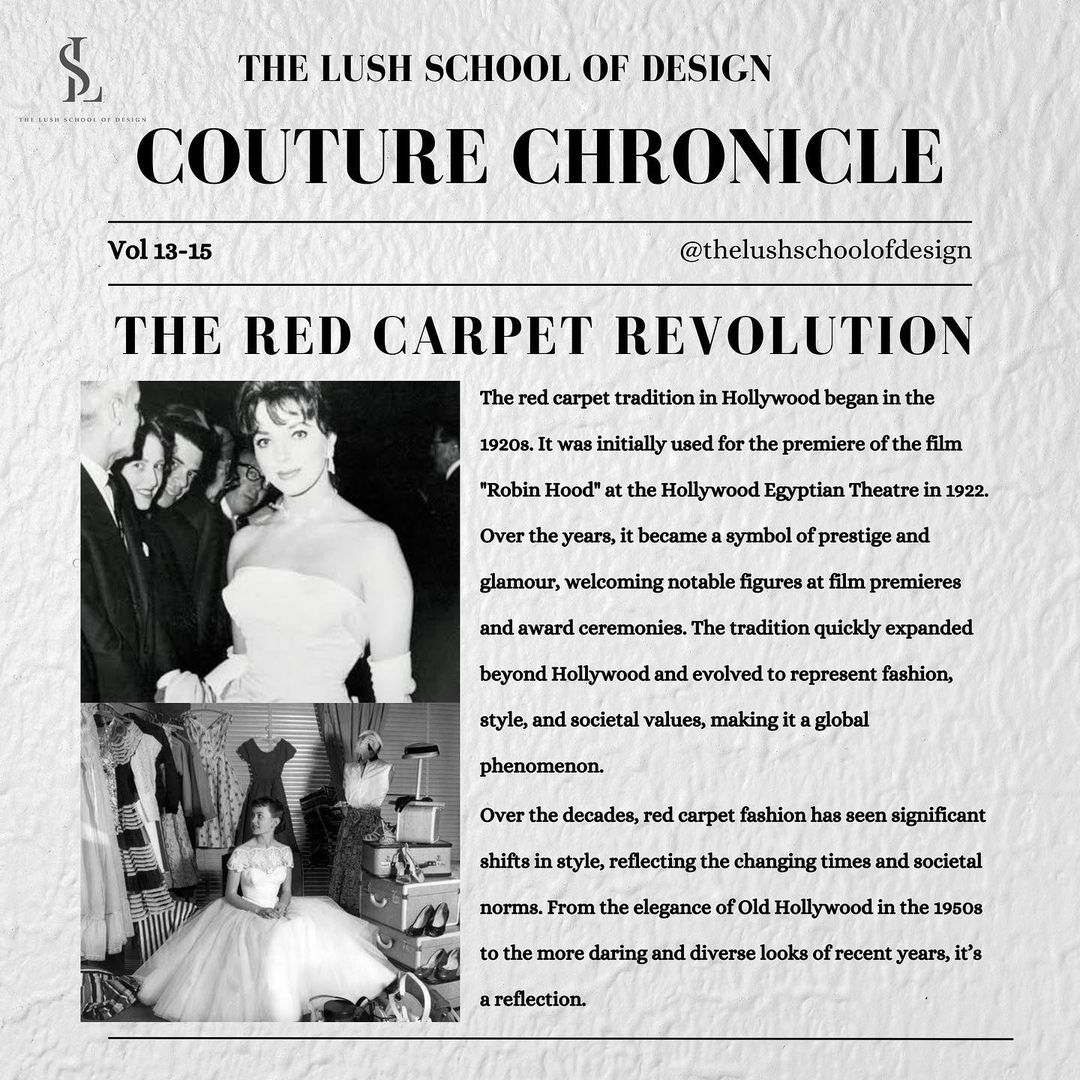 SL
THE LUSH SCHOOL OF DESIGN
THE LUSH SCHOOL OF DESIGN
COUTURE CHRONICLE
Vol 13-15
@thelushschoolofdesign
THE RED CARPET REVOLUTION
The red carpet tradition in Hollywood began in the
1920s. It was initially used for the premiere of the film
"Robin Hood" at the Hollywood Egyptian Theatre in 1922.
Over the years, it became a symbol of prestige and
glamour, welcoming notable figures at film premieres
and award ceremonies. The tradition quickly expanded
beyond Hollywood and evolved to represent fashion,
style, and societal values, making it a global
phenomenon.
Over the decades, red carpet fashion has seen significant
shifts in style, reflecting the changing times and societal
norms. From the elegance of Old Hollywood in the 1950s
to the more daring and diverse looks of recent years, it’s
a reflection.